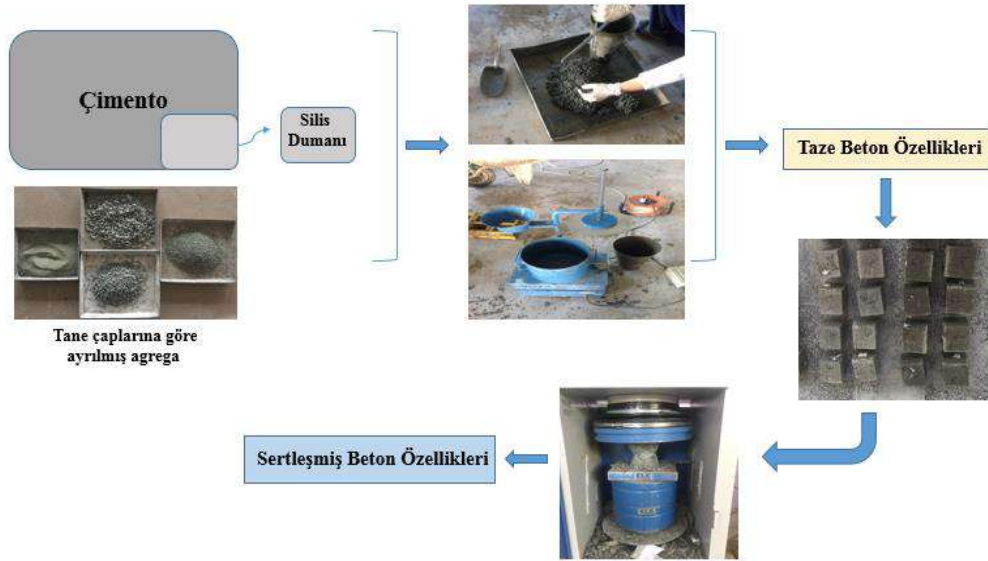 Çimento
Silis
Dumanı
Tane çaplarına göre
ayrılmış agrega
Taze Beton Özellikleri
Sertleşmiş Beton Özellikleri